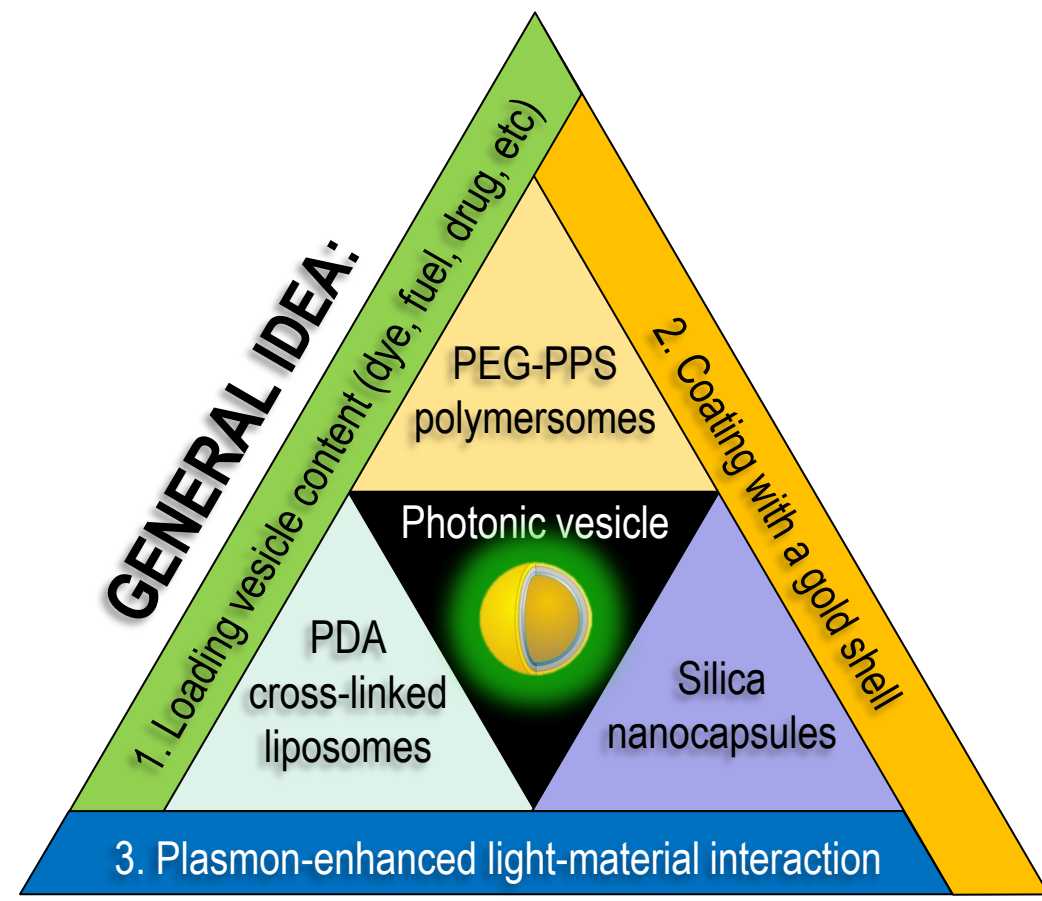 GENERAL IDEA:
1. Loading vesicle content (dye, fuel, drug, etc)
2. Coating with a gold shell
PEG-PPS
polymersomes
Photonic vesicle
PDA
cross-linked
liposomes
Silica
nanocapsules
3. Plasmon-enhanced light-material interaction